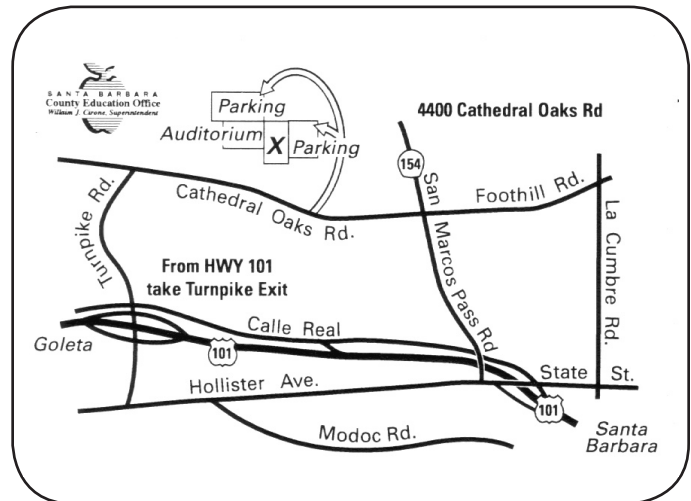 SANTA BARBARA
County Education Office
William J. Cirone, Superintendent
Parking
Auditorium
X
Parking
4400 Cathedral Oaks Rd
154
San Marcos Pass Rd
Foothill Rd.
La Cumbre Rd.
Turnpike Rd.
Cathedral Oaks Rd.
From HWY 101
take Turnpike Exit
Goleta
Calle Real
101
Hollister Ave.
State St.
101
Modoc Rd.
Santa
Barbara